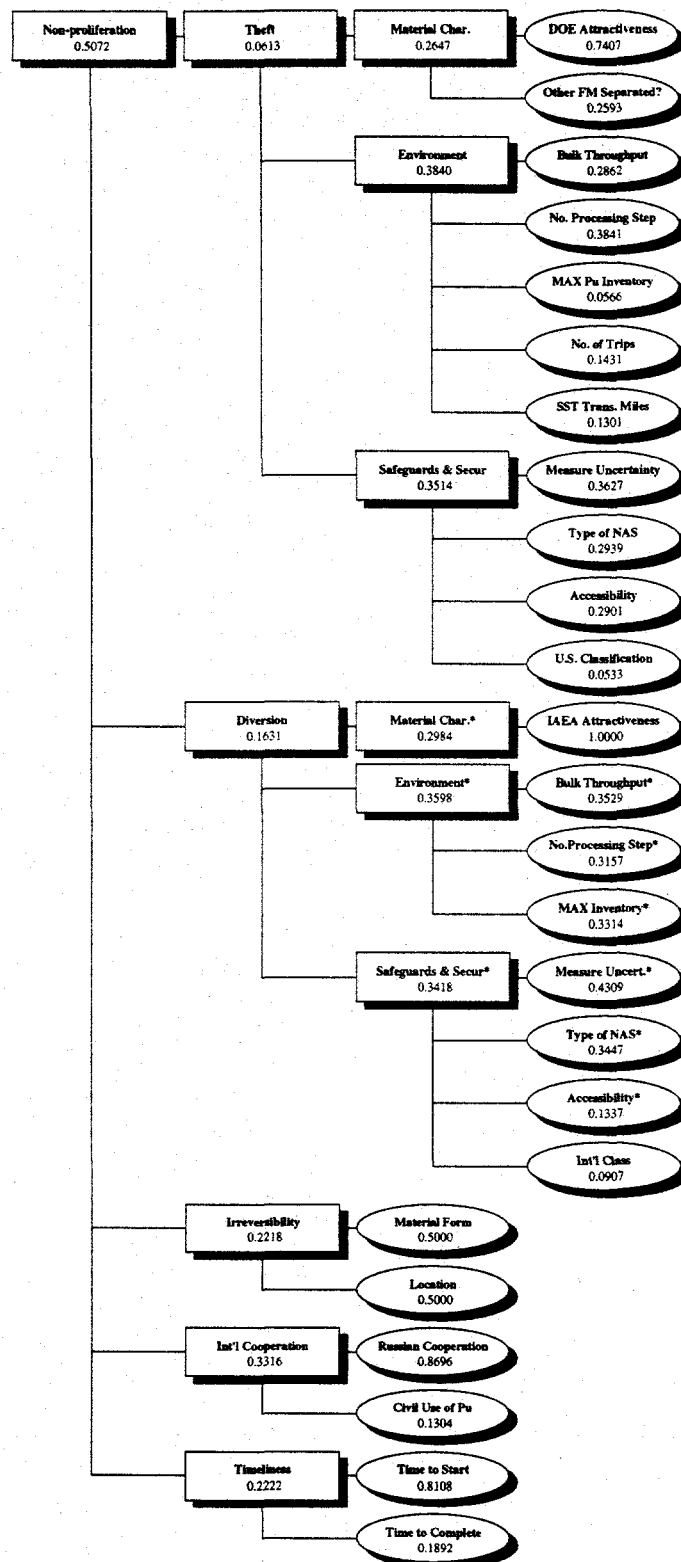 Non-proliferation
0.5072
Theft
0.0613
Material Char.
0.2647
DOE Attractiveness
0.7407
Other FM Separated?
0.2593
Environment
0.3840
Bulk Throughput
0.2862
No. Processing Step
0.3841
MAX Pu Inventory
0.0566
No. of Trips
0.1431
SST Trans. Miles
0.1301
Safeguards & Secur
0.3514
Measure Uncertainty
0.3627
Type of NAS
0.2939
Accessibility
0.2901
U.S. Classification
0.0533
Diversion
0.1631
Material Char.*
0.2984
IAEA Attractiveness
1.0000
Environment*
0.3598
Bulk Throughput*
0.3529
No.Processing Step*
0.3157
MAX Inventory*
0.3314
Safeguards & Secur*
0.3418
Measure Uncert.*
0.4309
Type of NAS*
0.3447
Accessibility*
0.1337
Int'l Class
0.0907
Irreversibility
0.2218
Material Form
0.5000
Location
0.5000
Int'l Cooperation
0.3316
Russian Cooperation
0.8696
Civil Use of Pu
0.1304
Timeliness
0.2222
Time to Start
0.8108
Time to Complete
0.1892